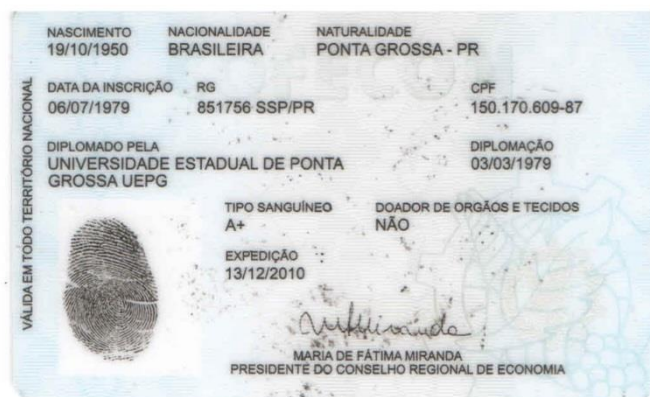 NASCIMENTO NACIONALIDADE NATURALIDADE
19/10/1950 BRASILEIRA PONTA GROSSA - PR
DATA DA INSCRIÇÃO RG CPF
06/07/1979 851756 SSP/PR 150.170.609-87
DIPLOMADO PELA DIPLOMAÇÃO
UNIVERSIDADE ESTADUAL DE PONTA 03/03/1979
GROSSA UEPG
TIPO SANGUÍNEO DOADOR DE ORGÃOS E TECIDOS
A+ NÃO
EXPEDIÇÃO
13/12/2010
MARIA DE FÁTIMA MIRANDA
PRESIDENTE DO CONSELHO REGIONAL DE ECONOMIA
VÁLIDA EM TODO TERRITÓRIO NACIONAL